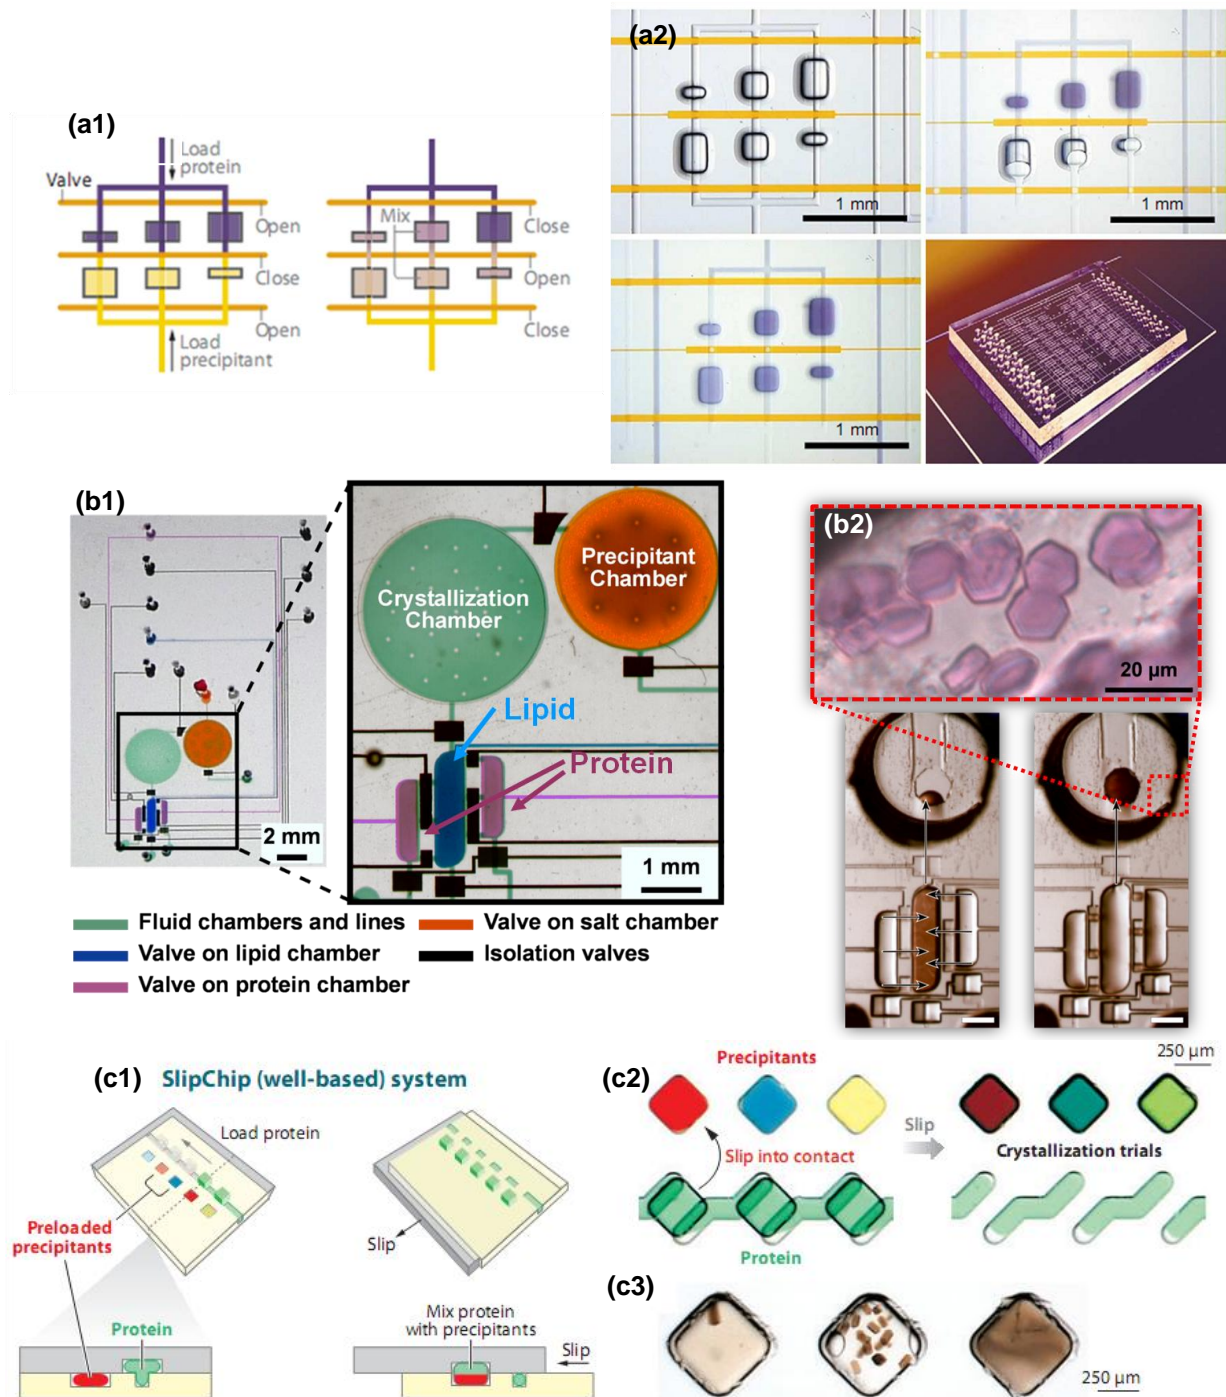 (a1)
Load
protein
Valve
Open
Close
Open
Load
precipitant
Mix
Close
Open
Close
(a2)
1 mm
1 mm
1 mm
(b1)
2 mm
Crystallization
Chamber
Precipitant
Chamber
Lipid
Protein
1 mm
Fluid chambers and lines
Valve on salt chamber
Valve on lipid chamber
Isolation valves
Valve on protein chamber
(b2)
20 µm
(c1)
SlipChip (well-based) system
Load protein
Preloaded
precipitants
Slip
Protein
Mix protein
with precipitants
Slip
(c2)
Precipitants
250 µm
Slip
Slip into contact
Crystallization trials
Protein
(c3)
250 µm